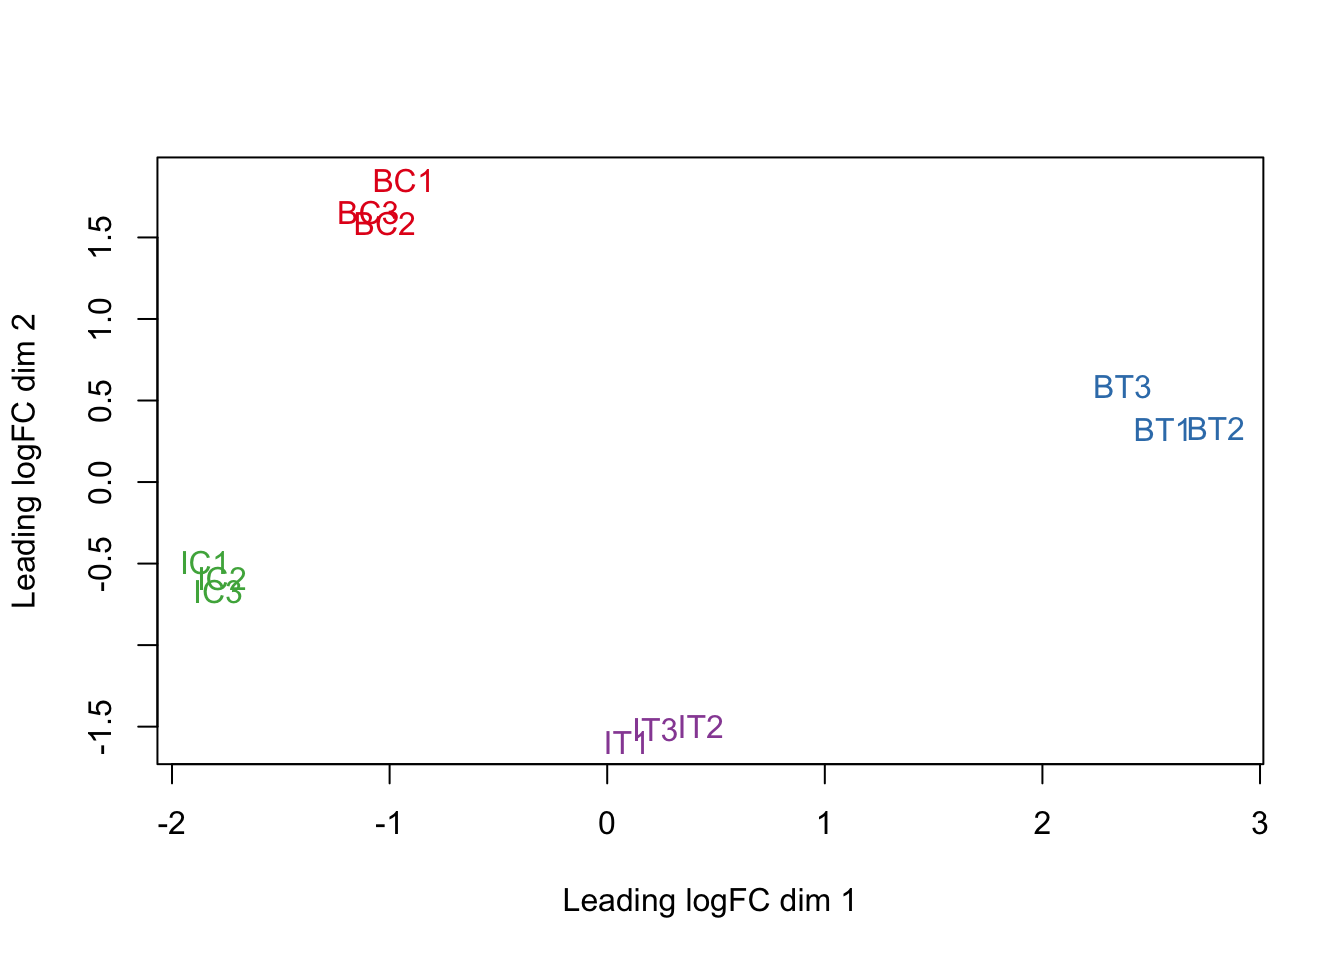 BC1
BC3
BC2
1.5
1.0
0.5
0.0
-0.5
-1.5
Leading logFC dim 2
BT3
BT1 BT2
IC1
IC2
IC3
IT3 IT2
IT1
-2 -1 0 1 2 3
Leading logFC dim 1